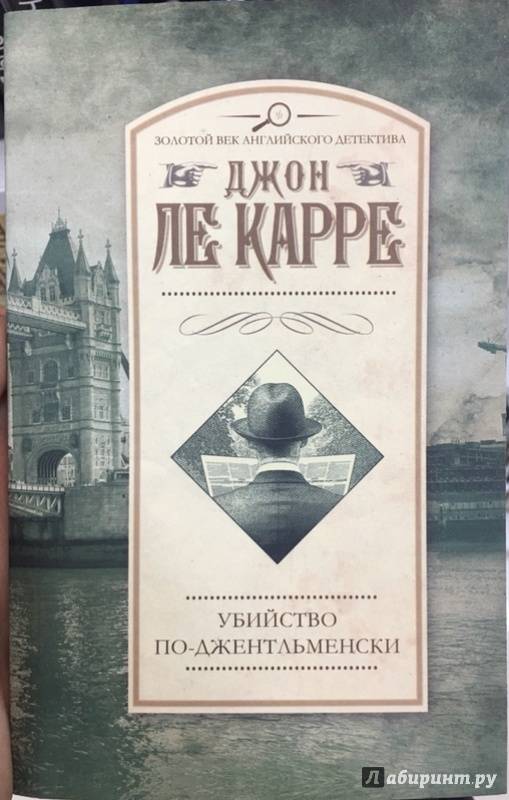 ЗОЛОТОЙ ВЕК АНГЛИЙСКОГО ДЕТЕКТИВА
ДЖОН
ЛЕ КАРРЕ
УБИЙСТВО
ПО-ДЖЕНТЛЬМЕНСКИ
Лабиринт.ру